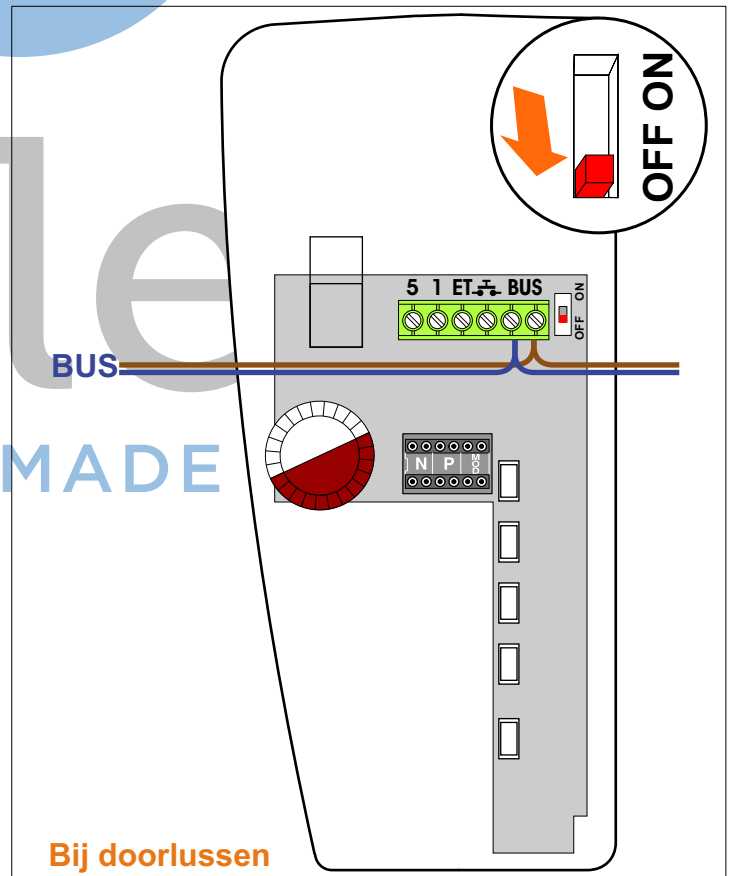 OFF ON
le
5 1 ET BUS
ON
OFF
BUS
MADE
N P MOD
Bij doorlussen